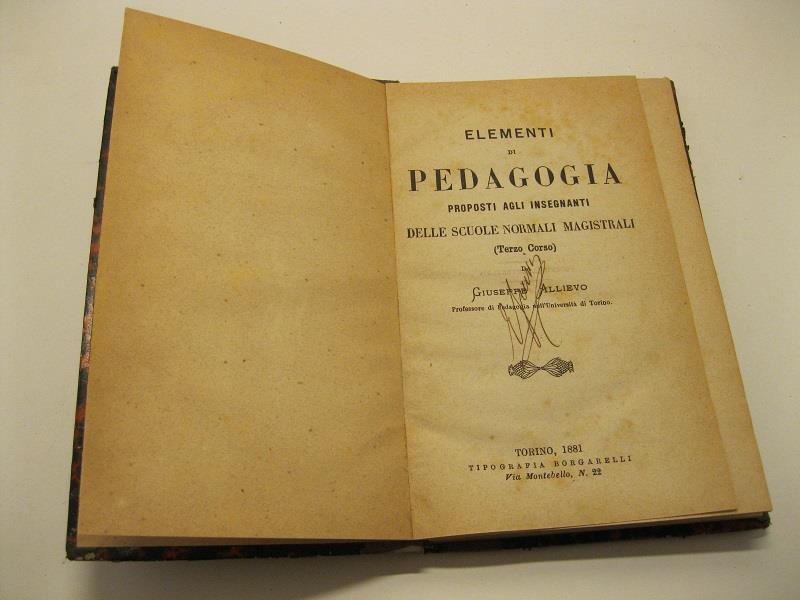 ELEMENTI
DI
PEDAGOGIA
PROPOSTI AGLI INSEGNANTI
DELLE SCUOLE NORMALI MAGISTRALI
(Terzo Corso)
DI
GIUSEPPE ALLIEVO
Professore di Pedagogia nell'Università di Torino.
TORINO, 1881
TIPOGRAFIA BORGARELLI
Via Montebello, N. 22